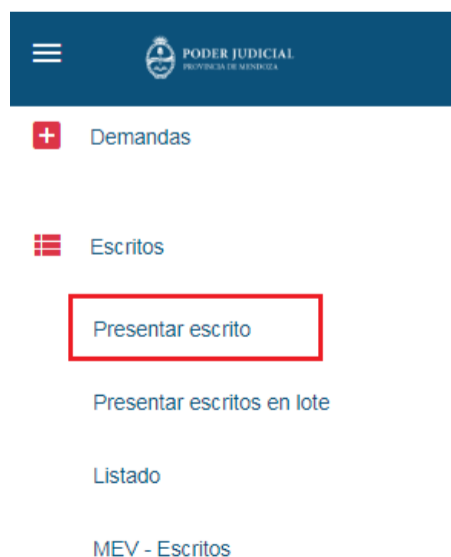 PODER JUDICIAL
PROVINCIA DE MENDOZA
Demandas
Escritos
Presentar escrito
Presentar escritos en lote
Listado
MEV - Escritos